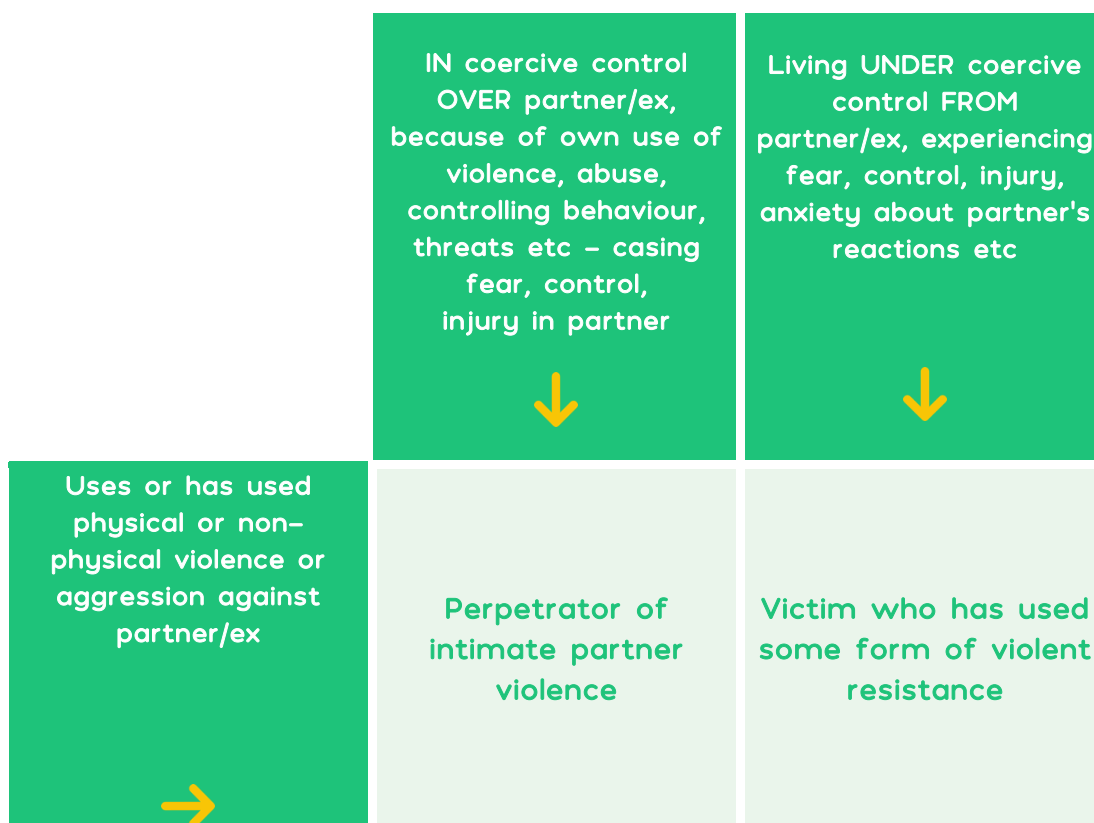 IN coercive control
OVER partner/ex,
because of own use of
violence, abuse,
controlling behaviour,
threats etc – casing
fear, control,
injury in partner
Living UNDER coercive
control FROM
partner/ex, experiencing
fear, control, injury,
anxiety about partner's
reactions etc
Uses or has used
physical or non-
physical violence or
aggression against
partner/ex
Perpetrator of
intimate partner
violence
Victim who has used
some form of violent
resistance